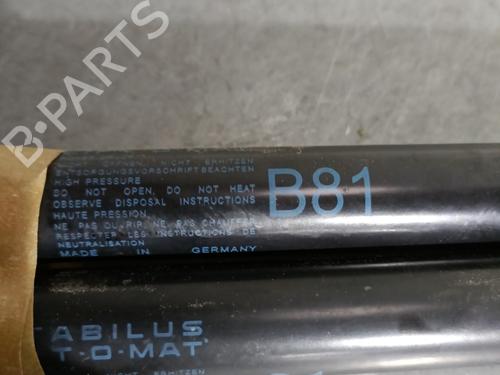 B-PARTS
ÖFFNEN, NICHT ERHITZEN
ENTSORGUNGSVORSCHRIFT BEACHTEN
HIGH PRESSURE
DO NOT OPEN, DO NOT HEAT
OBSERVE DISPOSAL INSTRUCTIONS
HAUTE PRESSION
NE PAS OUVRIR, NE PAS CHAUFFER
RESPECTER LES INSTRUCTIONS DE
NEUTRALISATION
MADE IN GERMANY
B81
TABILUS
T-O-MAT
ERHITZEN